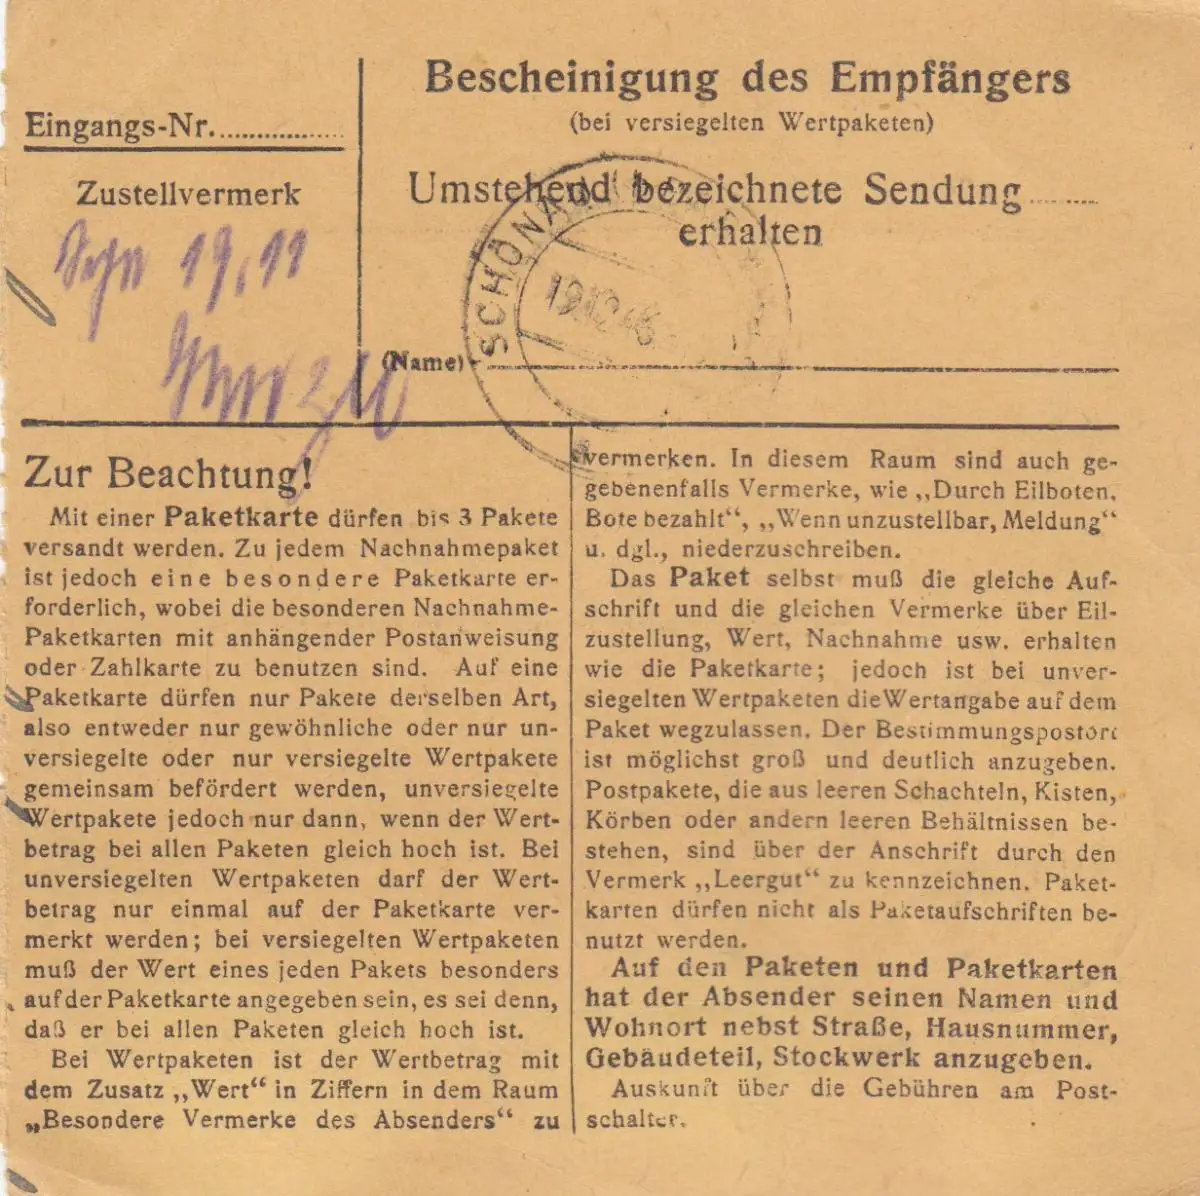 Eingangs-Nr.
Zustellvermerk
19.11
Bescheinigung des Empfängers
(bei versiegelten Wertpaketen)
Umstehend bezeichnete Sendung
erhalten
(Name)
SCHÖNAU
19.12.46
Zur Beachtung!
Mit einer Paketkarte dürfen bis 3 Pakete
versandt werden. Zu jedem Nachnahmepaket
ist jedoch eine besondere Paketkarte er-
forderlich, wobei die besonderen Nachnahme-
Paketkarten mit anhängender Postanweisung
oder Zahlkarte zu benutzen sind. Auf eine
Paketkarte dürfen nur Pakete derselben Art,
also entweder nur gewöhnliche oder nur un-
versiegelte oder nur versiegelte Wertpakete
gemeinsam befördert werden, unversiegelte
Wertpakete jedoch nur dann, wenn der Wert-
betrag bei allen Paketen gleich hoch ist. Bei
unversiegelten Wertpaketen darf der Wert-
betrag nur einmal auf der Paketkarte ver-
merkt werden; bei versiegelten Wertpaketen
muß der Wert eines jeden Pakets besonders
auf der Paketkarte angegeben sein, es sei denn,
daß er bei allen Paketen gleich hoch ist.
Bei Wertpaketen ist der Wertbetrag mit
dem Zusatz „Wert“ in Ziffern in dem Raum
„Besondere Vermerke des Absenders“ zu
vermerken. In diesem Raum sind auch ge-
gebenenfalls Vermerke, wie „Durch Eilboten,
Bote bezahlt“, „Wenn unzustellbar, Meldung“
u. dgl., niederzuschreiben.
Das Paket selbst muß die gleiche Auf-
schrift und die gleichen Vermerke über Eil-
zustellung, Wert, Nachnahme usw. erhalten
wie die Paketkarte; jedoch ist bei unver-
siegelten Wertpaketen die Wertangabe auf dem
Paket wegzulassen. Der Bestimmungspostort
ist möglichst groß und deutlich anzugeben.
Postpakete, die aus leeren Schachteln, Kisten,
Körben oder andern leeren Behältnissen be-
stehen, sind über der Anschrift durch den
Vermerk „Leergut“ zu kennzeichnen. Paket-
karten dürfen nicht als Paketaufschriften be-
nutzt werden.
Auf den Paketen und Paketkarten
hat der Absender seinen Namen und
Wohnort nebst Straße, Hausnummer,
Gebäudeteil, Stockwerk anzugeben.
Auskunft über die Gebühren am Post-
schalter.